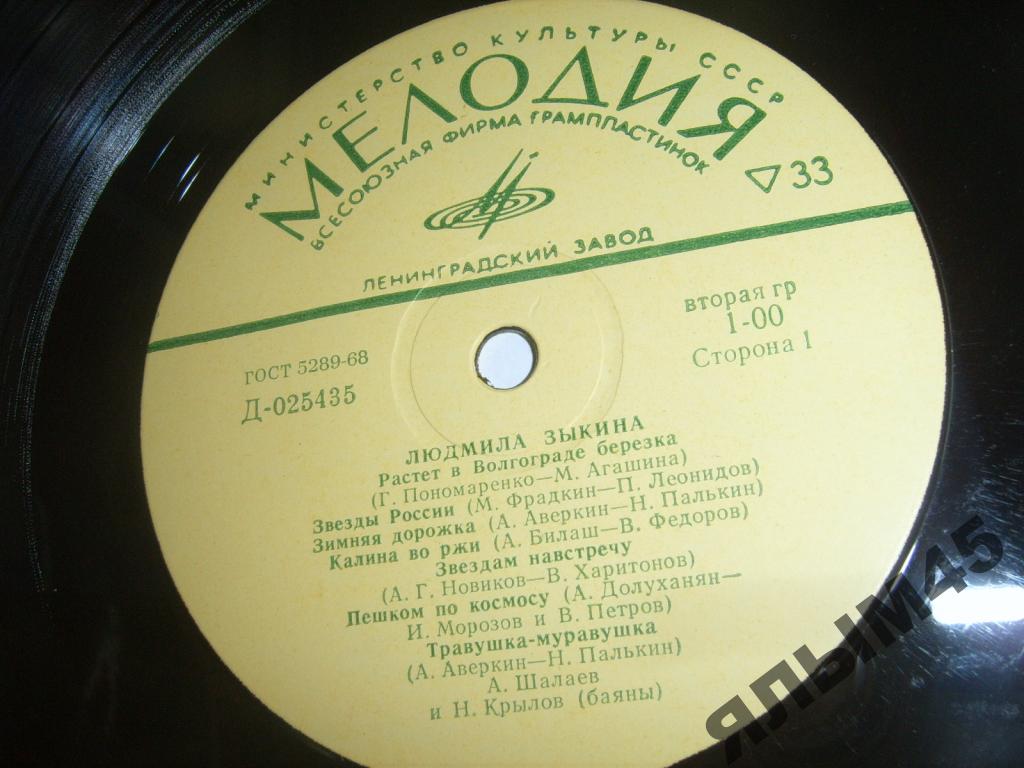 МИНИСТЕРСТВО КУЛЬТУРЫ СССР
МЕЛОДИЯ
ВСЕСОЮЗНАЯ ФИРМА ГРАМПЛАСТИНОК
33
ЛЕНИНГРАДСКИЙ ЗАВОД
вторая гр
1-00
ГОСТ 5289-68
Сторона 1
Д-025435
ЛЮДМИЛА ЗЫКИНА
Растет в Волгограде березка
(Г. Пономаренко—М. Агашина)
Звезды России (М. Фрадкин—П. Леонидов)
Зимняя дорожка (А. Аверкин—Н. Палькин)
Калина во ржи (А. Билаш—В. Федоров)
Звездам навстречу
(А. Г. Новиков—В. Харитонов)
Пешком по космосу (А. Долуханян—
И. Морозов и В. Петров)
Травушка-муравушка
(А. Аверкин—Н. Палькин)
А. Шалаев
и Н. Крылов (баяны)
ЯЛЫМ45